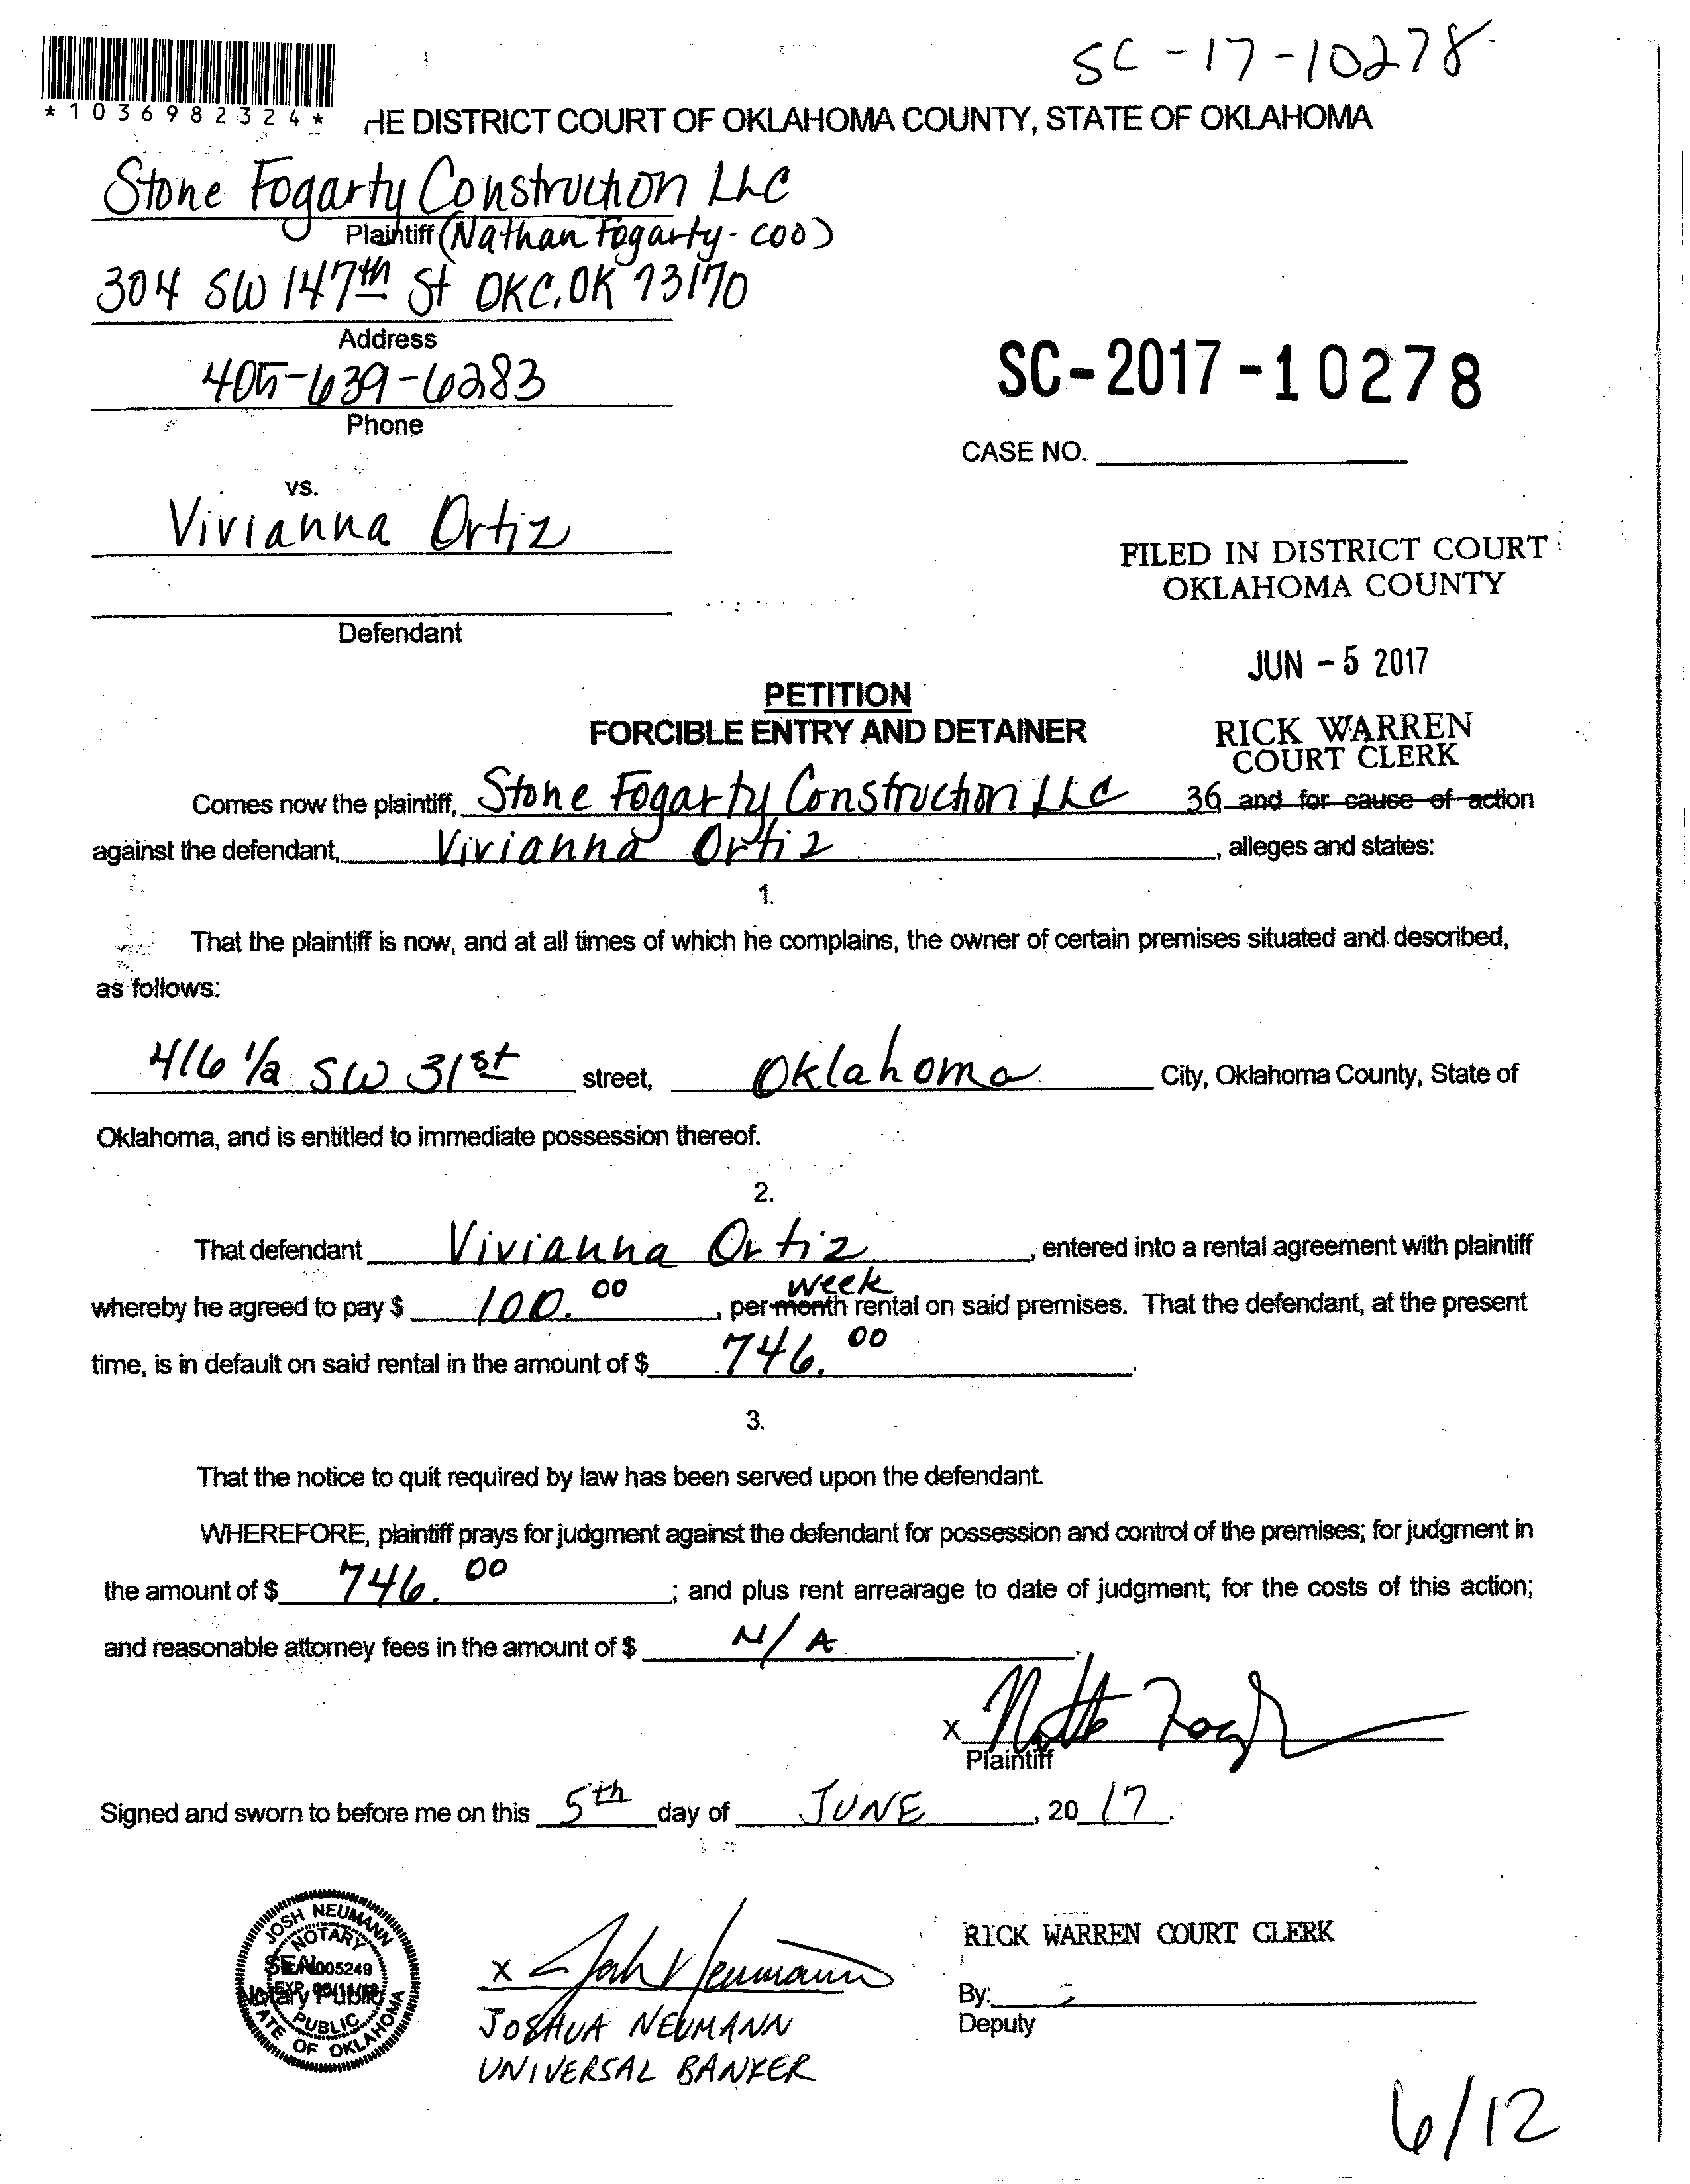 SC-17-10278
*1036982324*
HE DISTRICT COURT OF OKLAHOMA COUNTY, STATE OF OKLAHOMA
Stone Fogarty Construction LLC
Plaintiff (Nathan Fogarty - COO)
304 SW 147th St OKC, OK 73170
Address
405-639-6283
Phone
SC-2017-10278
CASE NO.
vs.
Vivianna Ortiz
Defendant
FILED IN DISTRICT COURT
OKLAHOMA COUNTY
JUN - 5 2017
RICK WARREN
COURT CLERK
36
PETITION
FORCIBLE ENTRY AND DETAINER
Comes now the plaintiff, Stone Fogarty Construction LLC and for cause of action
against the defendant, Vivianna Ortiz, alleges and states:
1.
That the plaintiff is now, and at all times of which he complains, the owner of certain premises situated and described,
as follows:
416 1/2 SW 31st street, Oklahoma City, Oklahoma County, State of
Oklahoma, and is entitled to immediate possession thereof.
2.
That defendant Vivianna Ortiz, entered into a rental agreement with plaintiff
week
whereby he agreed to pay $ 100.00, per month rental on said premises. That the defendant, at the present
time, is in default on said rental in the amount of $ 746.00.
3.
That the notice to quit required by law has been served upon the defendant.
WHEREFORE, plaintiff prays for judgment against the defendant for possession and control of the premises; for judgment in
the amount of $ 746.00; and plus rent arrearage to date of judgment; for the costs of this action;
and reasonable attorney fees in the amount of $ N/A.
X
Plaintiff
Signed and sworn to before me on this 5th day of JUNE, 20 17.
JOSH NEUMANN
NOTARY
SEAL
005249
EXP.
Notary Public
PUBLIC
STATE OF OKLAHOMA
x Josh Neumann
JOSHUA NEUMANN
UNIVERSAL BANKER
RICK WARREN COURT CLERK
By:
Deputy
6/12